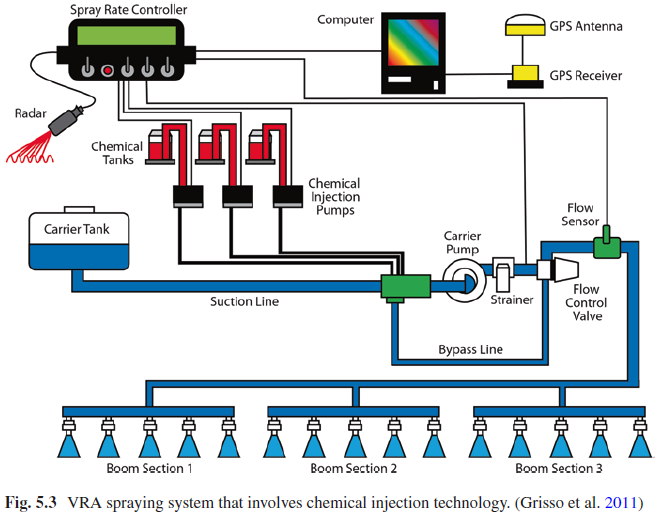 Spray Rate Controller
Computer
GPS Antenna
GPS Receiver
Radar
Chemical
Tanks
Chemical
Injection
Pumps
Flow
Sensor
Carrier Tank
Carrier
Pump
Suction Line
Strainer
Flow
Control
Valve
Bypass Line
Boom Section 1
Boom Section 2
Boom Section 3
Fig. 5.3 VRA spraying system that involves chemical injection technology. (Grisso et al. 2011)